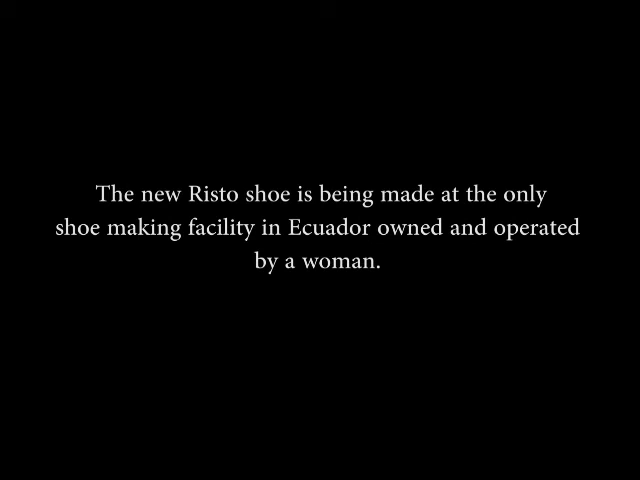 The new Risto shoe is being made at the only
shoe making facility in Ecuador owned and operated
by a woman.